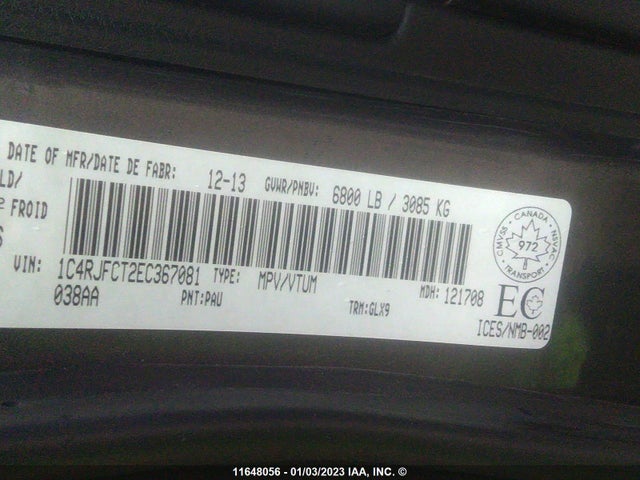 DATE OF MFR/DATE DE FABR: 12-13 GVWR/PNBV: 6800 LB / 3085 KG
LD/
FROID
VIN: 1C4RJFCT2EC367081 TYPE: MPV/VTUM MDH: 121708
038AA PNT:PAU TRM:GLX9
CANADA
CMVSS NSVAC
972
TRANSPORT
EC
ICES/NMB-002
11648056 - 01/03/2023 IAA, INC. ©